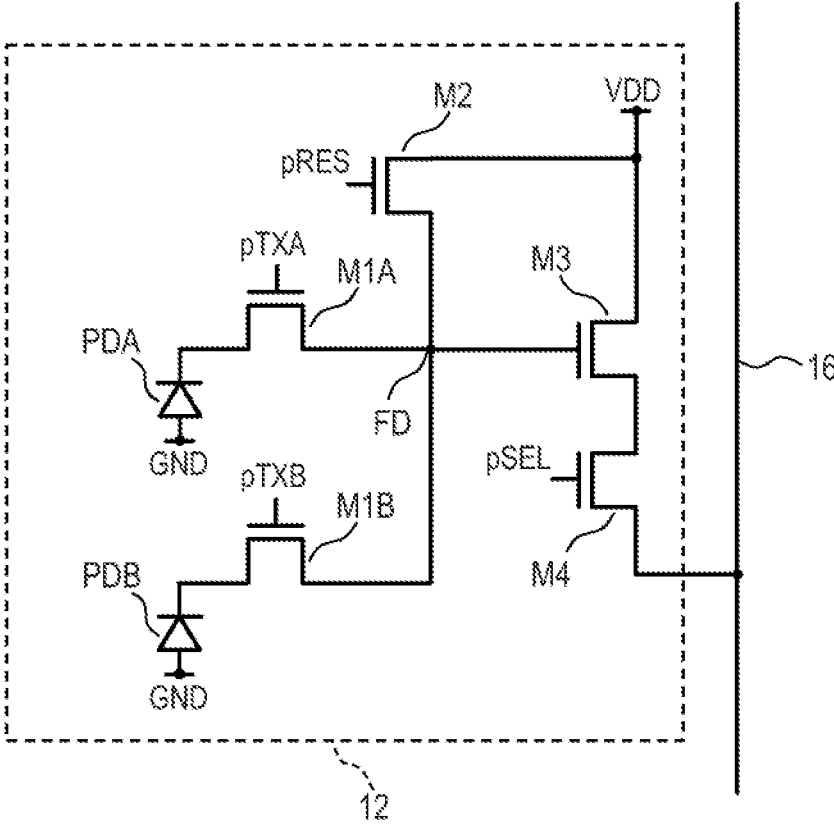 M2
VDD
pRES
pTXA
M1A
M3
PDA
16
FD
GND
pTXB
pSEL
M1B
PDB
M4
GND
12